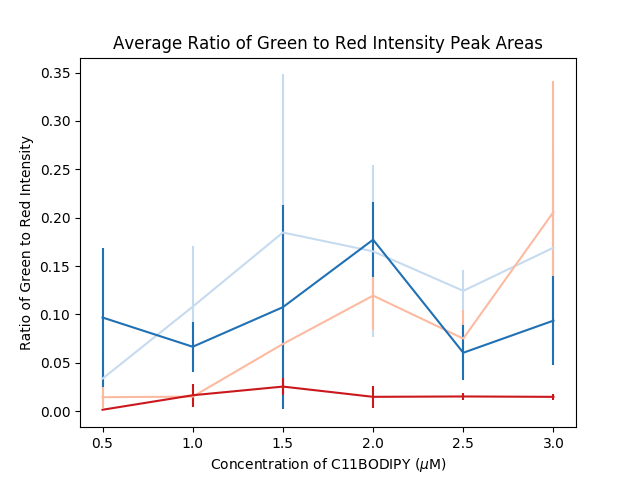 Average Ratio of Green to Red Intensity Peak Areas
Ratio of Green to Red Intensity
0.35
0.30
0.25
0.20
0.15
0.10
0.05
0.00
0.5 1.0 1.5 2.0 2.5 3.0
Concentration of C11BODIPY (μM)